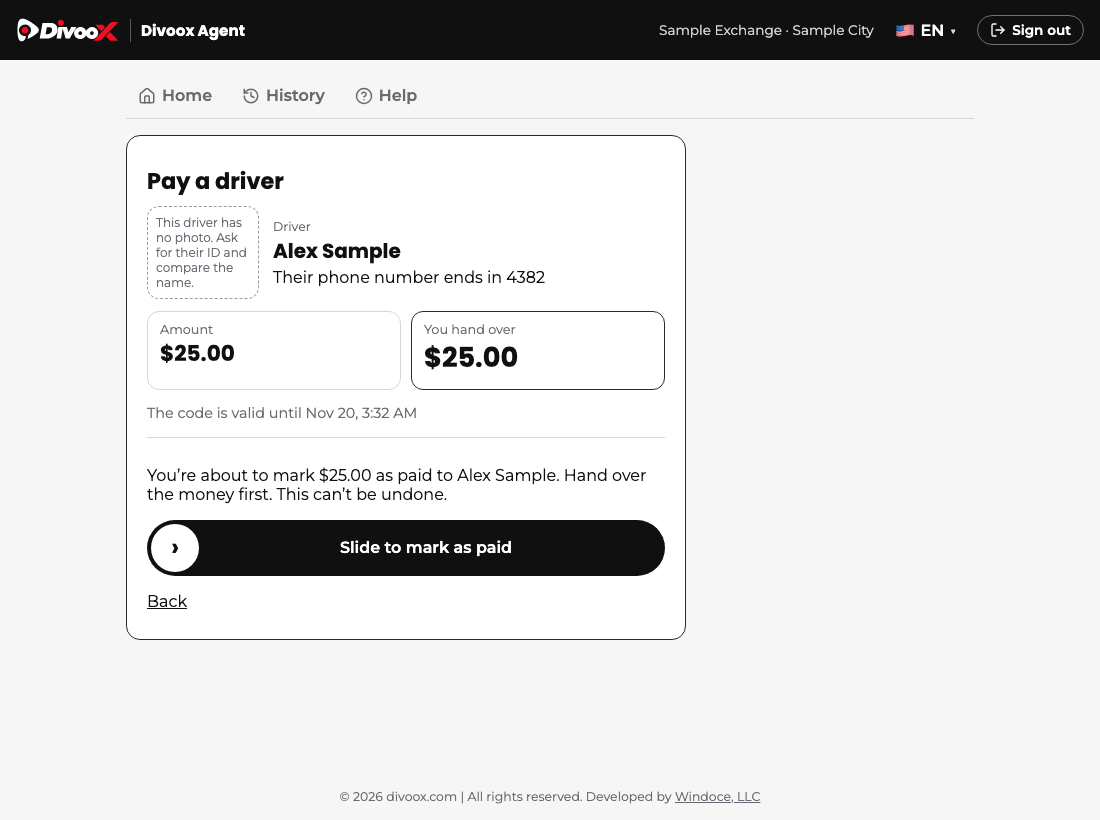 DivooX
Divoox Agent
Sample Exchange · Sample City
EN
Sign out
Home
History
Help
Pay a driver
This driver has
no photo. Ask
for their ID and
compare the
name.
Driver
Alex Sample
Their phone number ends in 4382
Amount
$25.00
You hand over
$25.00
The code is valid until Nov 20, 3:32 AM
You’re about to mark $25.00 as paid to Alex Sample. Hand over
the money first. This can’t be undone.
Slide to mark as paid
Back
© 2026 divoox.com | All rights reserved. Developed by Windoce, LLC